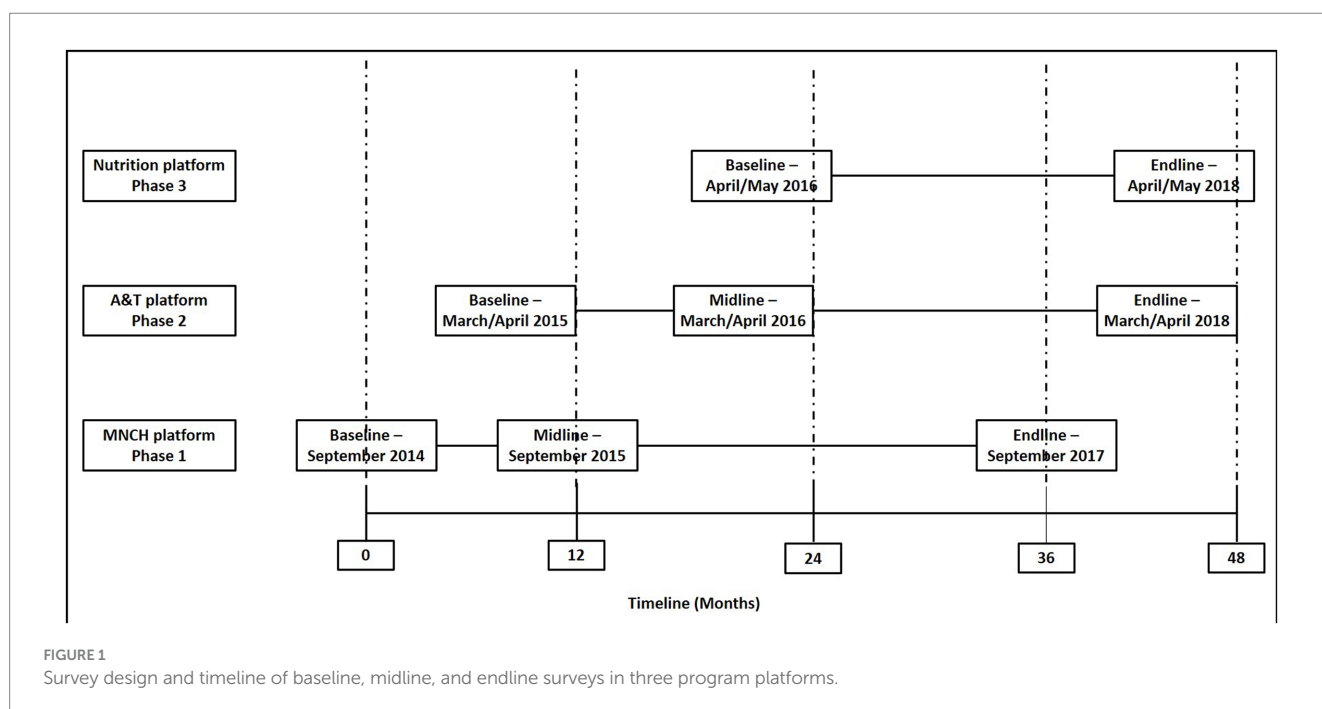 Nutrition platform
Phase 3
Baseline –
April/May 2016
Endline –
April/May 2018
A&T platform
Phase 2
Baseline –
March/April 2015
Midline –
March/April 2016
Endline –
March/April 2018
MNCH platform
Phase 1
Baseline –
September 2014
Midline –
September 2015
Endline –
September 2017
0
12
24
36
48
Timeline (Months)
FIGURE 1
Survey design and timeline of baseline, midline, and endline surveys in three program platforms.